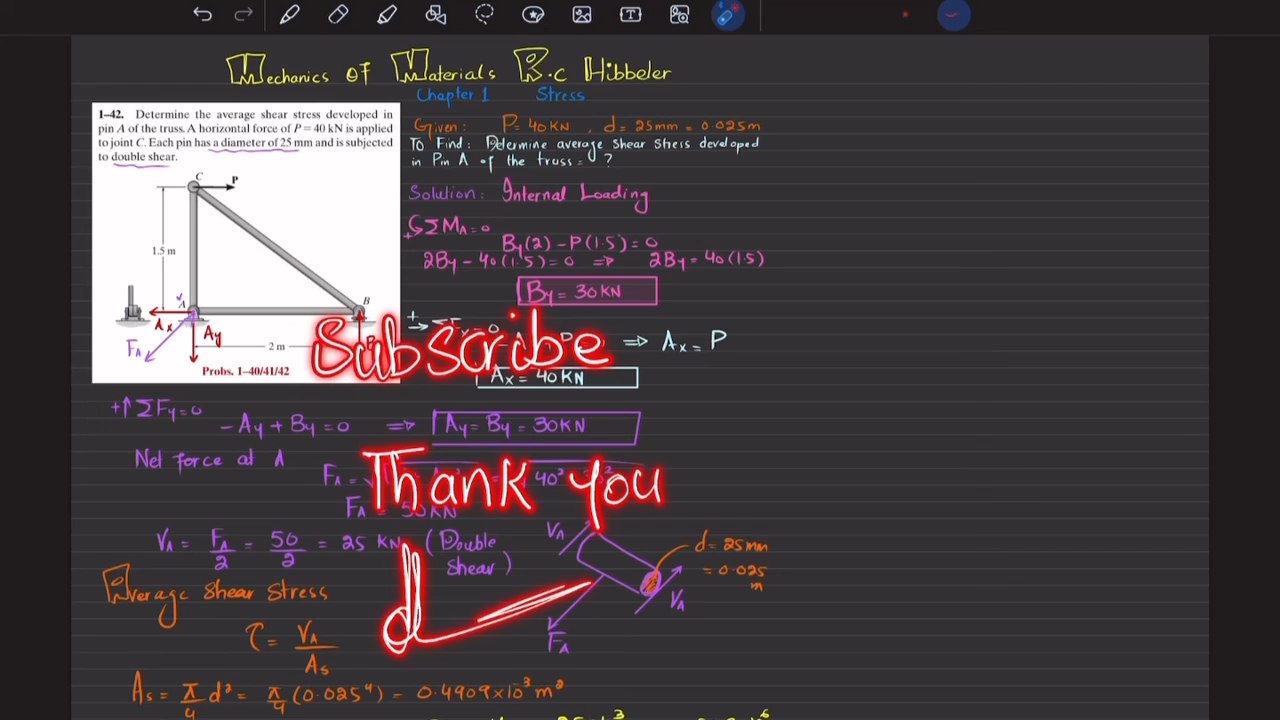 Mechanics of Materials R.c Hibbeler
Chapter 1 Stress
1–42. Determine the average shear stress developed in
pin A of the truss. A horizontal force of P = 40 kN is applied
to joint C. Each pin has a diameter of 25 mm and is subjected
to double shear.
C P
1.5 m
A
B
Ax
Ay
FA
2 m
Probs. 1–40/41/42
Given: P = 40 KN , d = 25mm = 0.025m
To Find: Determine average shear stress developed
in Pin A of the truss = ?
Solution: Internal Loading
+ ΣMA = 0
By(2) - P(1.5) = 0
2By - 40(1.5) = 0 ⇒ 2By = 40(1.5)
By = 30 KN
⇒ Ax = P
Ax = 40 KN
Subscribe
+↑ ΣFy = 0
-Ay + By = 0 ⇒ Ay = By = 30KN
Net force at A
FA = 40²
Thank you
FA = 50KN
VA = FA/2 = 50/2 = 25 KN (Double
shear)
VA
d = 25mm
= 0.025
m
VA
FA
Average shear stress
τ = VA/As
As = π/4 d² = π/4 (0.025⁴) = 0.4909×10³ m²